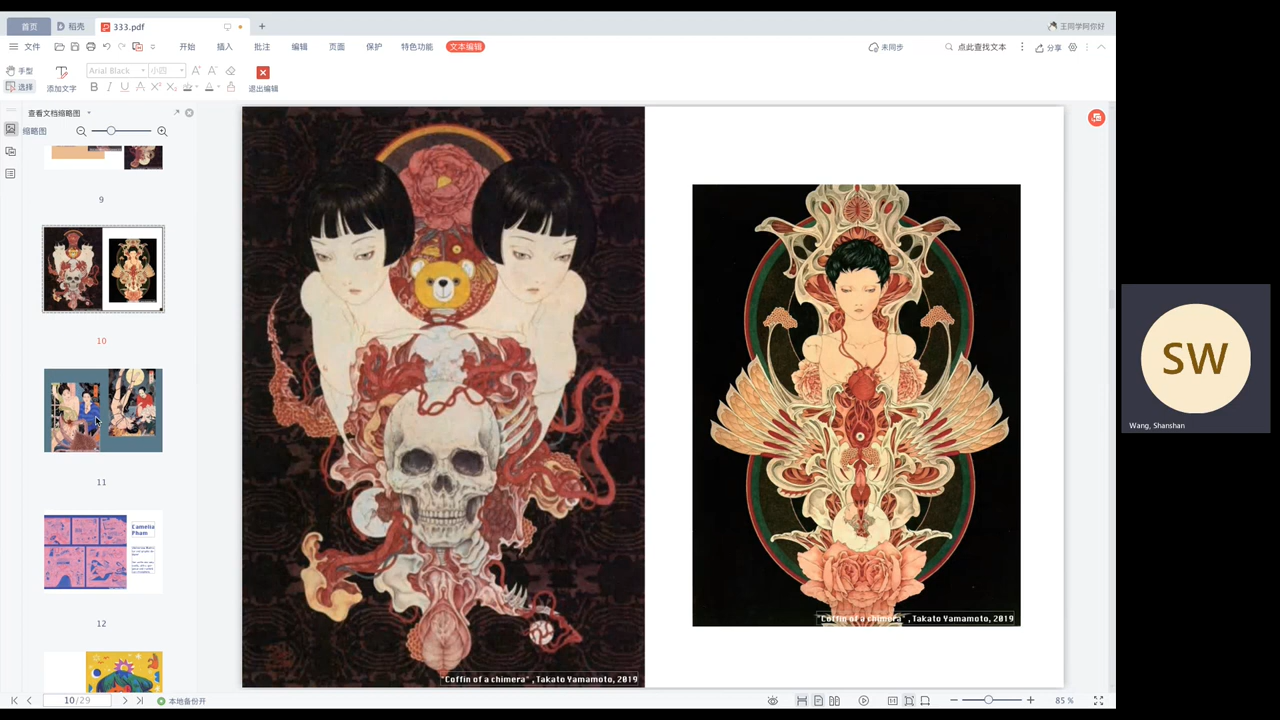 首页
稻壳
333.pdf
王同学阿你好
文件
开始
插入
批注
编辑
页面
保护
特色功能
文本编辑
未同步
点此查找文本
分享
手型
选择
添加文字
Arial Black
小四
退出编辑
查看文档缩略图
缩略图
9
10
11
Camelia
Pham
12
"Coffin of a chimera" , Takato Yamamoto, 2019
"Coffin of a chimera" , Takato Yamamoto, 2019
SW
Wang, Shanshan
10/29
本地备份开
85 %